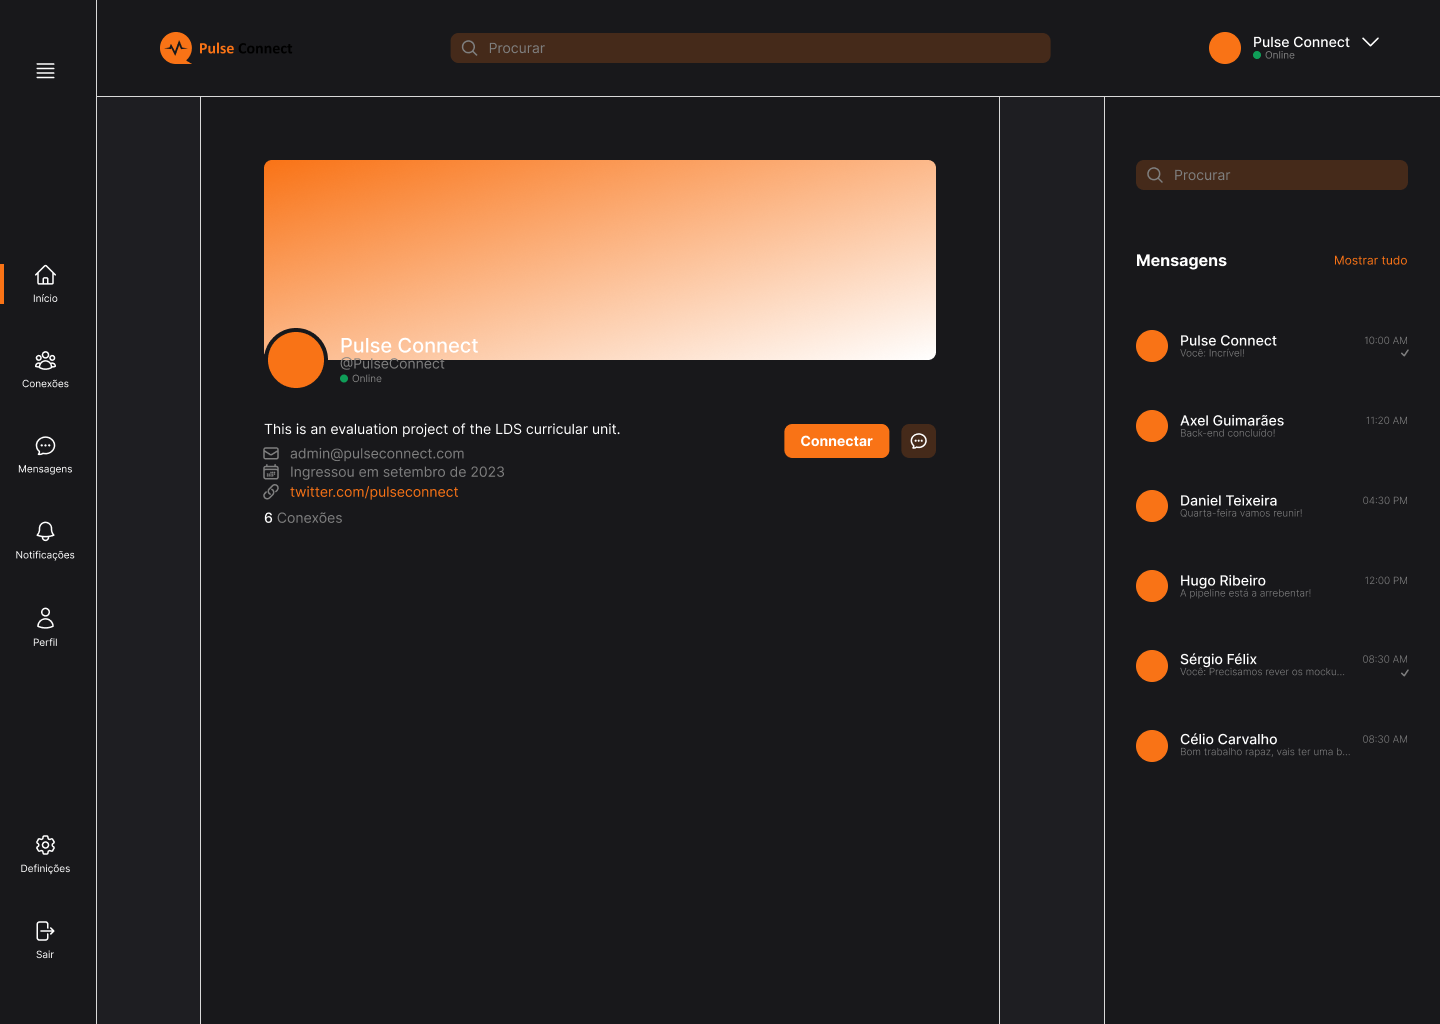 Pulse Connect
Procurar
Pulse Connect
Online
Início
Conexões
Mensagens
Notificações
Perfil
Definições
Sair
Pulse Connect
@PulseConnect
Online
This is an evaluation project of the LDS curricular unit.
admin@pulseconnect.com
Ingressou em setembro de 2023
twitter.com/pulseconnect
6 Conexões
Connectar
Procurar
Mensagens
Mostrar tudo
Pulse Connect
10:00 AM
Você: Incrível!
Axel Guimarães
11:20 AM
Back-end concluído!
Daniel Teixeira
04:30 PM
Quarta-feira vamos reunir!
Hugo Ribeiro
12:00 PM
A pipeline está a arrebentar!
Sérgio Félix
08:30 AM
Você: Precisamos rever os mocku...
Célio Carvalho
08:30 AM
Bom trabalho rapaz, vais ter uma b...